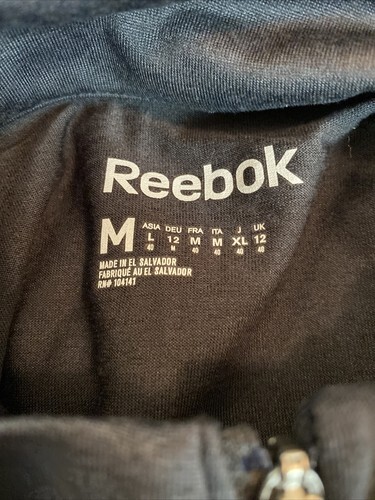 Reebok
M
ASIA DEU FRA ITA J UK
L 12 M M XL 12
40 M 40 40 40 40
MADE IN EL SALVADOR
FABRIQUÉ AU EL SALVADOR
RN# 104141